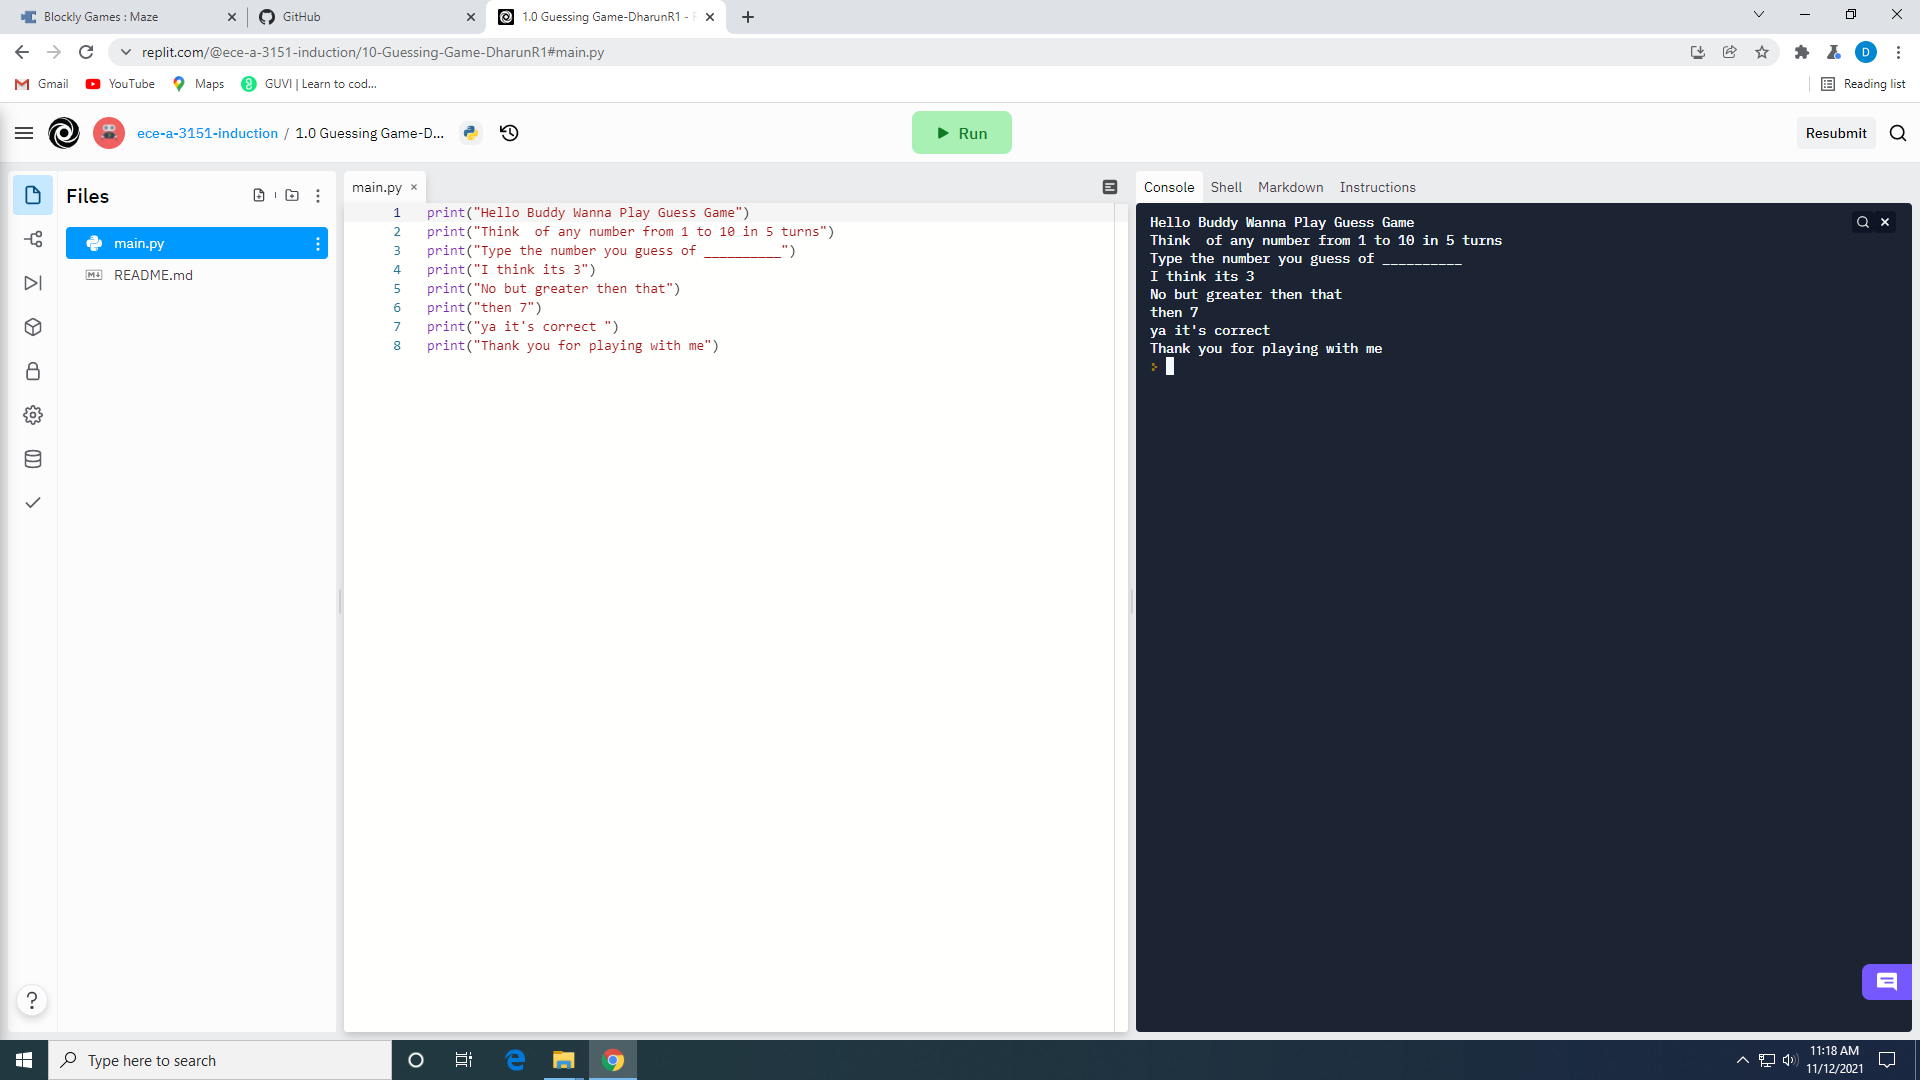 Blockly Games : Maze
GitHub
1.0 Guessing Game-DharunR1 -
replit.com/@ece-a-3151-induction/10-Guessing-Game-DharunR1#main.py
D
Gmail
YouTube
Maps
GUVI | Learn to cod...
Reading list
ece-a-3151-induction / 1.0 Guessing Game-D...
Run
Resubmit
Files
main.py
README.md
main.py
1 print("Hello Buddy Wanna Play Guess Game")
2 print("Think  of any number from 1 to 10 in 5 turns")
3 print("Type the number you guess of __________")
4 print("I think its 3")
5 print("No but greater then that")
6 print("then 7")
7 print("ya it's correct ")
8 print("Thank you for playing with me")
Console Shell Markdown Instructions
Hello Buddy Wanna Play Guess Game
Think  of any number from 1 to 10 in 5 turns
Type the number you guess of __________
I think its 3
No but greater then that
then 7
ya it's correct
Thank you for playing with me
?
Type here to search
11:18 AM
11/12/2021